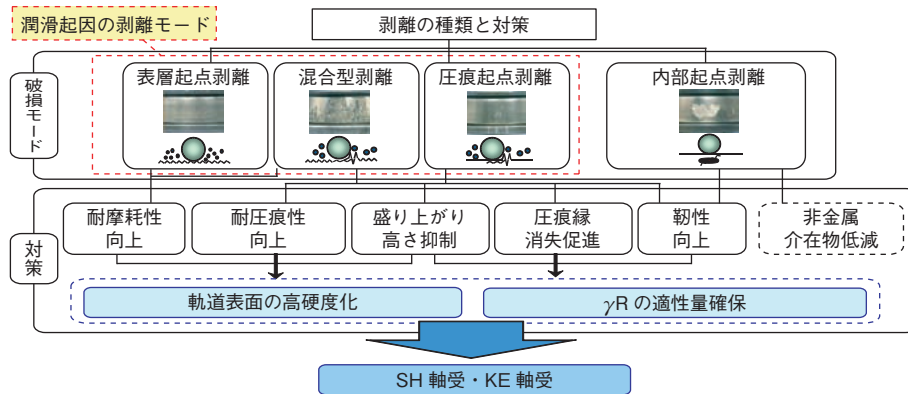 潤滑起因の剥離モード
剥離の種類と対策
破損モード
表層起点剥離
混合型剥離
圧痕起点剥離
内部起点剥離
対策
耐摩耗性
向上
耐圧痕性
向上
盛り上がり
高さ抑制
圧痕縁
消失促進
靭性
向上
非金属
介在物低減
軌道表面の高硬度化
γRの適性量確保
SH 軸受・KE 軸受